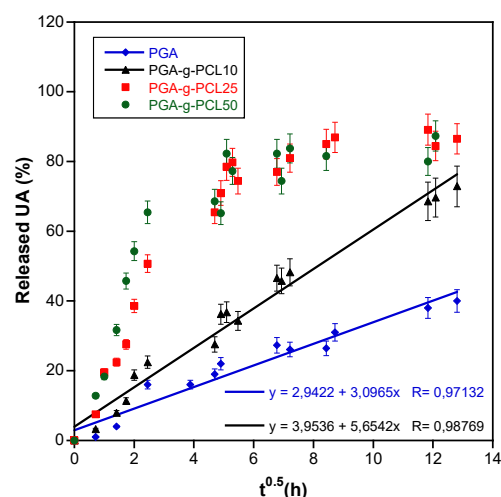 120
100
80
60
40
20
0
Released UA (%)
PGA
PGA-g-PCL10
PGA-g-PCL25
PGA-g-PCL50
y = 2,9422 + 3,0965x R= 0,97132
y = 3,9536 + 5,6542x R= 0,98769
0 2 4 6 8 10 12 14
t^0.5(h)